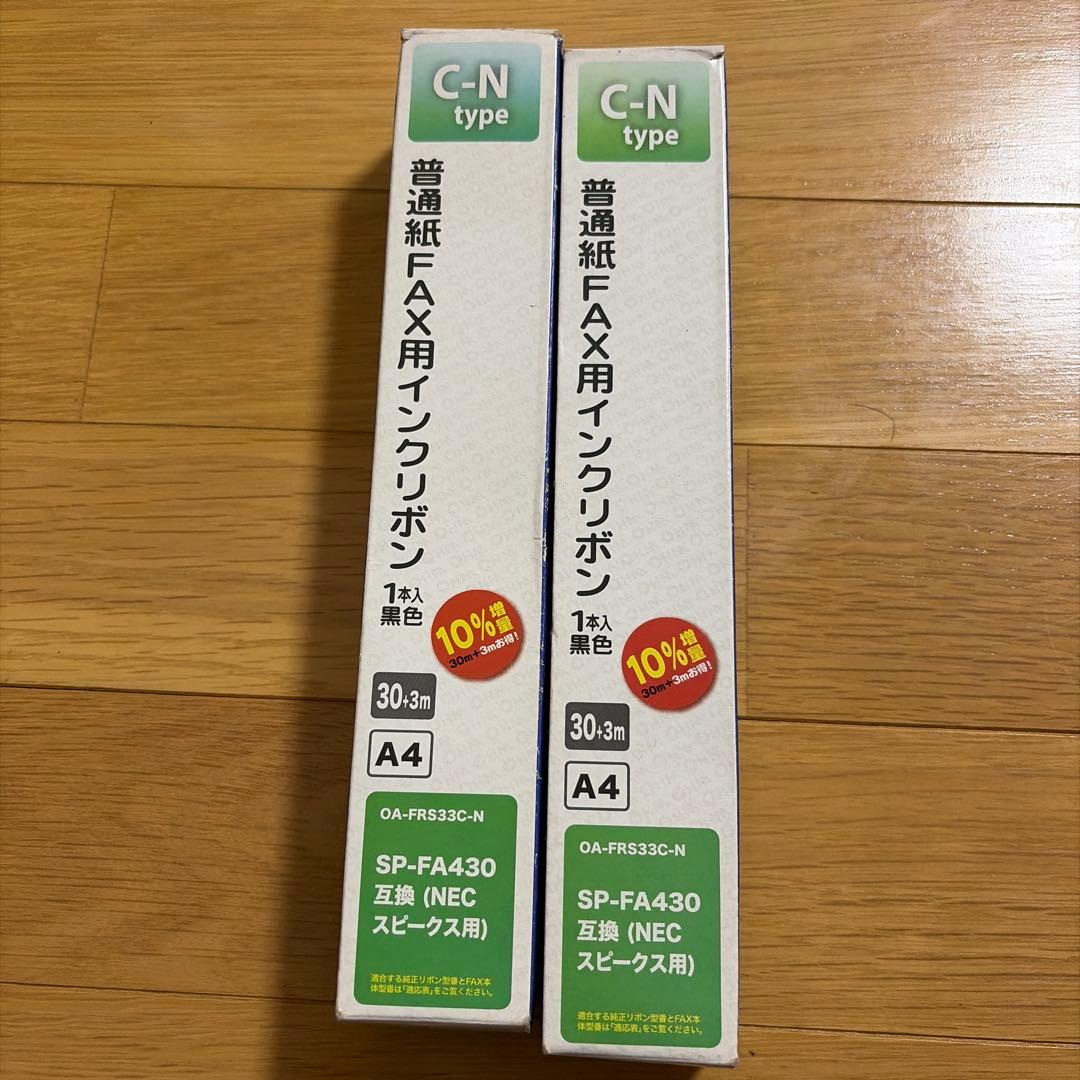 C-N
type
普通紙FAX用インクリボン
1本入
黒色
10%増量
30m+3mお得!
30+3m
A4
OA-FRS33C-N
SP-FA430
互換 (NEC
スピークス用)
適合する純正リボン型番とFAX本
体型番は「適応表」をご覧ください。
C-N
type
普通紙FAX用インクリボン
1本入
黒色
10%増量
30m+3mお得!
30+3m
A4
OA-FRS33C-N
SP-FA430
互換 (NEC
スピークス用)
適合する純正リボン型番とFAX本
体型番は「適応表」をご覧ください。